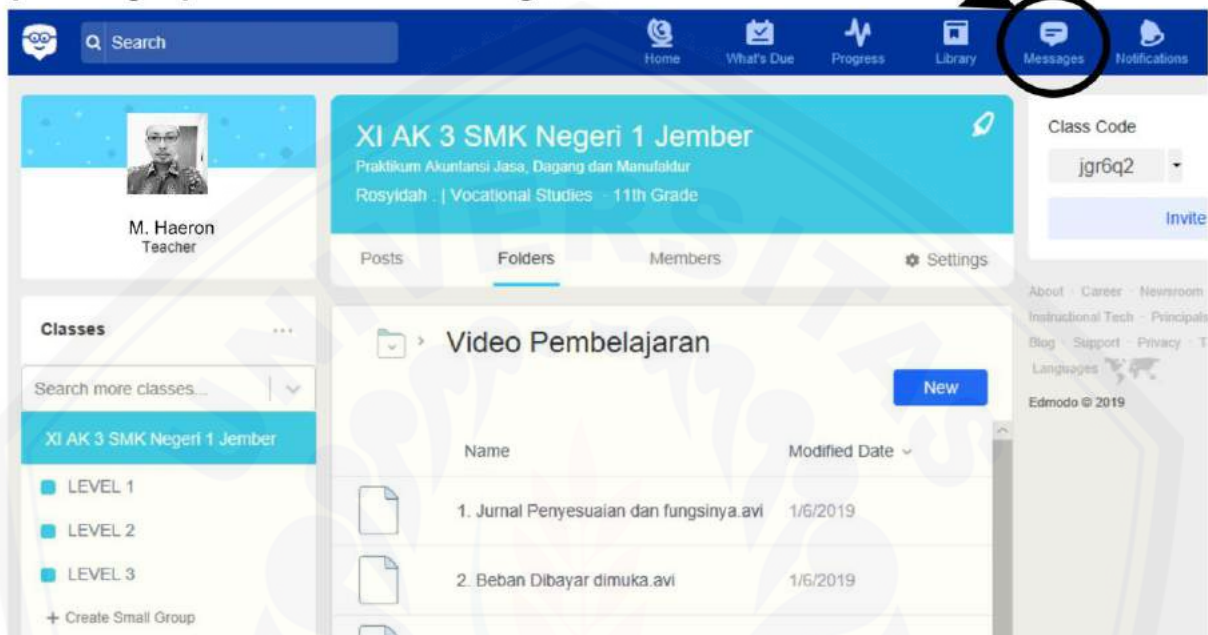 Search
Home
What's Due
Progress
Library
Messages
Notifications
M. Haeron
Teacher
XI AK 3 SMK Negeri 1 Jember
Praktikum Akuntansi Jasa, Dagang dan Manufaktur
Rosyidah . | Vocational Studies - 11th Grade
Posts
Folders
Members
Settings
Class Code
jgr6q2
Invite
About · Career · Newsroom
Instructional Tech · Principals
Blog · Support · Privacy · T
Languages
Edmodo © 2019
Classes
Search more classes...
XI AK 3 SMK Negeri 1 Jember
LEVEL 1
LEVEL 2
LEVEL 3
+ Create Small Group
Video Pembelajaran
New
Name
Modified Date
1. Jurnal Penyesuaian dan fungsinya.avi 1/6/2019
2. Beban Dibayar dimuka.avi 1/6/2019
UNIVERSITAS